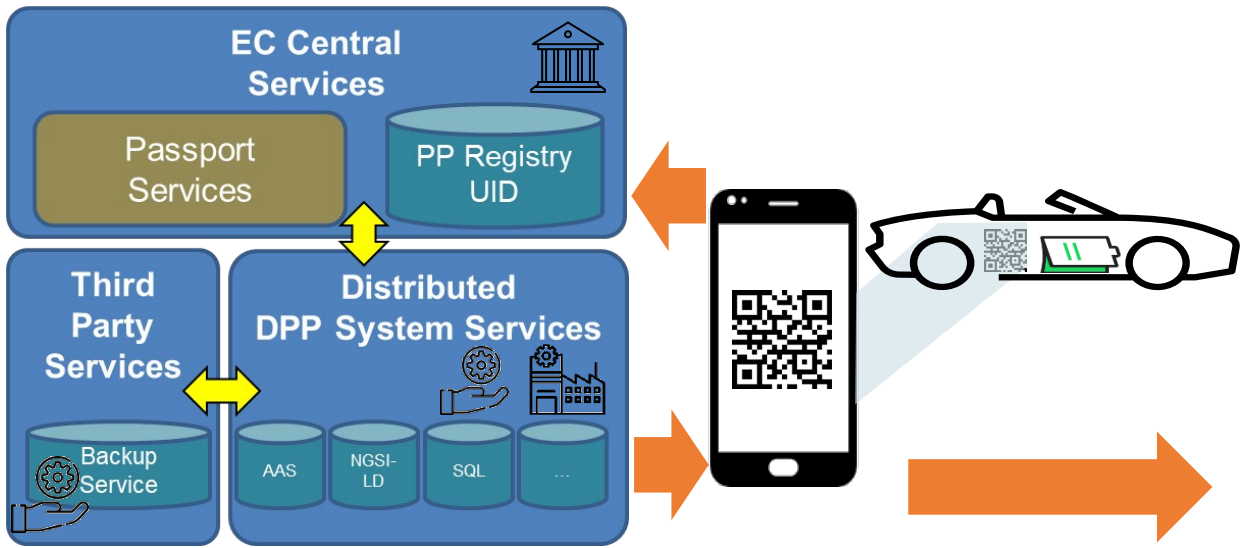 EC Central
Services
Passport
Services
PP Registry
UID
Third
Party
Services
Backup
Service
Distributed
DPP System Services
AAS
NGSI-
LD
SQL
...